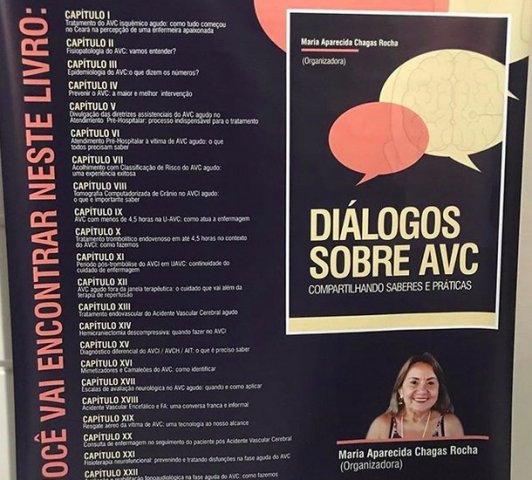 VOCÊ VAI ENCONTRAR NESTE LIVRO:
CAPÍTULO I
Tratamento do AVC isquêmico agudo: como tudo começou
no Ceará na percepção de uma enfermeira apaixonada
CAPÍTULO II
Fisiopatologia do AVC: vamos entender?
CAPÍTULO III
Epidemiologia do AVC: o que dizem os números?
CAPÍTULO IV
Prevenir o AVC: a maior e melhor intervenção
CAPÍTULO V
Divulgação das diretrizes assistenciais do AVC agudo no
Atendimento Pré-Hospitalar: processo indispensável para o tratamento
CAPÍTULO VI
Atendimento Pré-Hospitalar à vítima de AVC agudo: o que
todos precisam saber
CAPÍTULO VII
Acolhimento com Classificação de Risco do AVC agudo:
uma experiência exitosa
CAPÍTULO VIII
Tomografia Computadorizada de Crânio no AVCI agudo:
o que é importante saber
CAPÍTULO IX
AVC com menos de 4,5 horas na U-AVC: como atua a enfermagem
CAPÍTULO X
Tratamento trombolítico endovenoso em até 4,5 horas no contexto
do AVCI: como fazemos
CAPÍTULO XI
Período pós-trombólise do AVCI em UAVC: continuidade do
cuidado de enfermagem
CAPÍTULO XII
AVC agudo fora da janela terapêutica: o cuidado que vai além da
terapia de reperfusão
CAPÍTULO XIII
Tratamento endovascular do Acidente Vascular Cerebral agudo
CAPÍTULO XIV
Hemicraniectomia descompressiva: quando fazer no AVCI
CAPÍTULO XV
Diagnóstico diferencial do AVCI / AVCH / AIT: o que é preciso saber
CAPÍTULO XVI
Mimetizadores e Camaleões do AVC: como identificar
CAPÍTULO XVII
Escalas de avaliação neurológica no AVC agudo: quando e como aplicar
CAPÍTULO XVIII
Acidente Vascular Encefálico e FA: uma conversa franca e informal
CAPÍTULO XIX
Resgate aéreo da vítima de AVC: uma tecnologia ao nosso alcance
CAPÍTULO XX
Consulta de enfermagem no seguimento do paciente pós Acidente Vascular Cerebral
CAPÍTULO XXI
Fisioterapia neurofuncional: prevenindo e tratando disfunções na fase aguda do AVC
CAPÍTULO XXII
Avaliação e reabilitação fonoaudiológica na fase aguda do AVC: como fazemos
Maria Aparecida Chagas Rocha
(Organizadora)
DIÁLOGOS
SOBRE AVC
COMPARTILHANDO SABERES E PRÁTICAS
Maria Aparecida Chagas Rocha
(Organizadora)